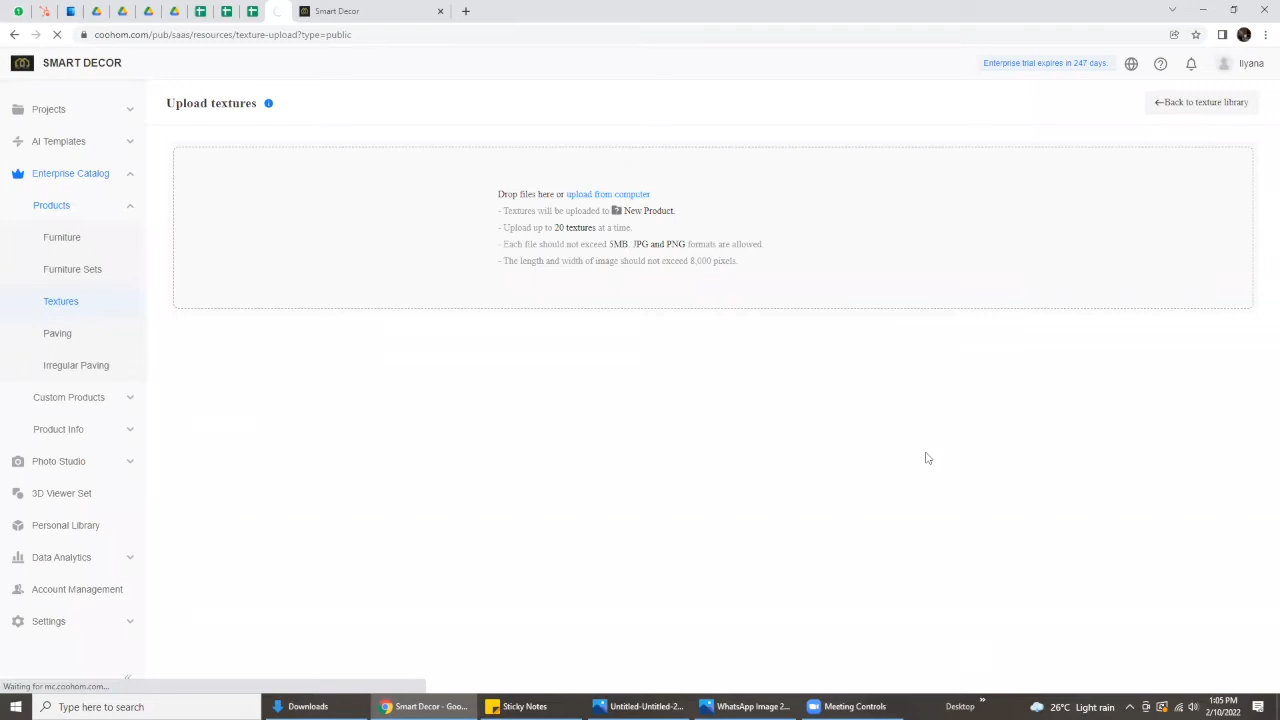 Smart Decor
coohom.com/pub/saas/resources/texture-upload?type=public
SMART DECOR
Enterprise trial expires in 247 days.
Ilyana
Projects
AI Templates
Enterprise Catalog
Products
Furniture
Furniture Sets
Textures
Paving
Irregular Paving
Custom Products
Product Info
Photo Studio
3D Viewer Set
Personal Library
Data Analytics
Account Management
Settings
Upload textures
←Back to texture library
Drop files here or upload from computer
- Textures will be uploaded to New Product.
- Upload up to 20 textures at a time.
- Each file should not exceed 5MB. JPG and PNG formats are allowed.
- The length and width of image should not exceed 8,000 pixels.
Waiting for mc.coohom.com...
Type here to search
Downloads
Smart Decor - Goo...
Sticky Notes
Untitled-Untitled-2...
WhatsApp Image 2...
Meeting Controls
Desktop
26°C Light rain
1:05 PM
2/10/2022